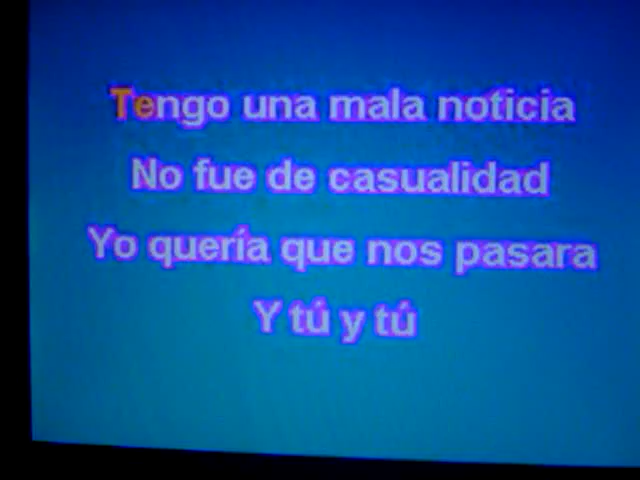 Tengo una mala noticia
No fue de casualidad
Yo quería que nos pasara
Y tú y tú